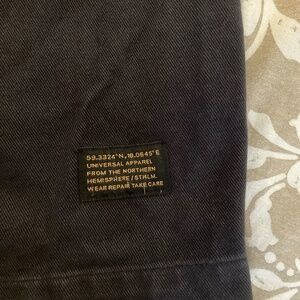 59.3324°N, 18.0645°E
UNIVERSAL APPAREL
FROM THE NORTHERN
HEMISPHERE / STHLM.
WEAR REPAIR TAKE CARE